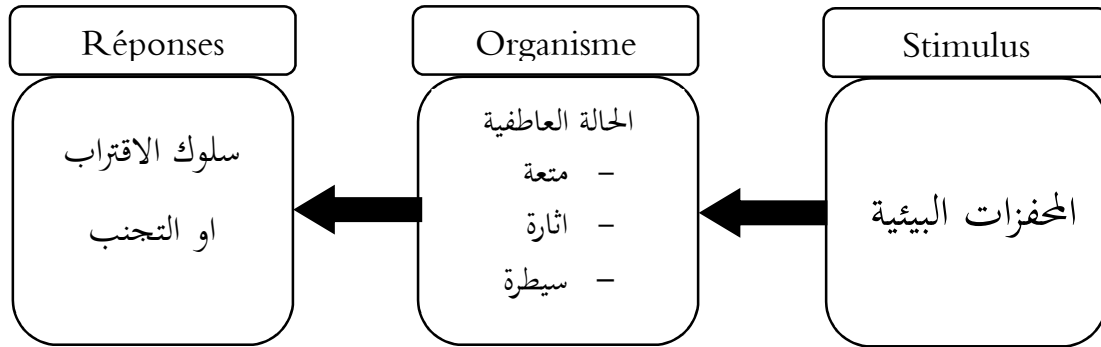 Stimulus
المحفزات البيئية
Organisme
الحالة العاطفية
– متعة
– اثارة
– سيطرة
Réponses
سلوك الاقتراب
او التجنب